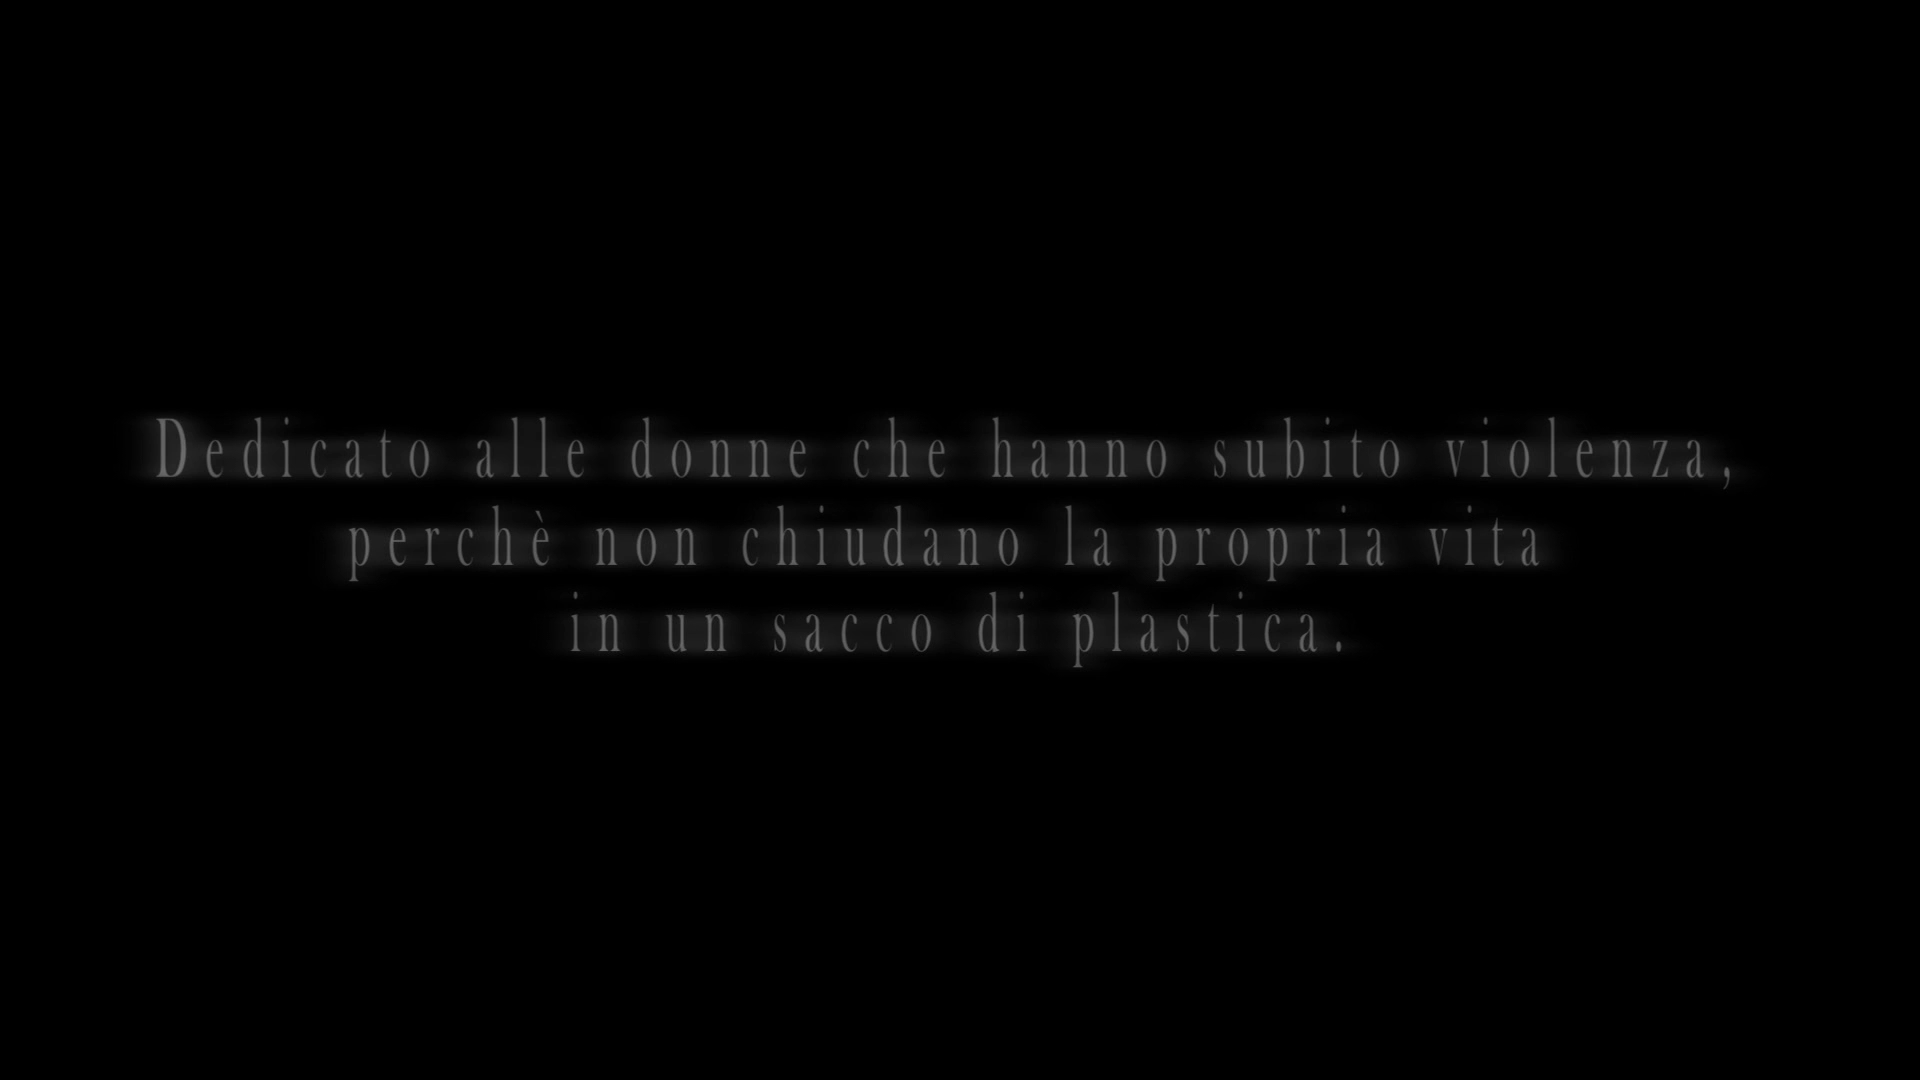 Dedicato alle donne che hanno subito violenza,
perchè non chiudano la propria vita
in un sacco di plastica.